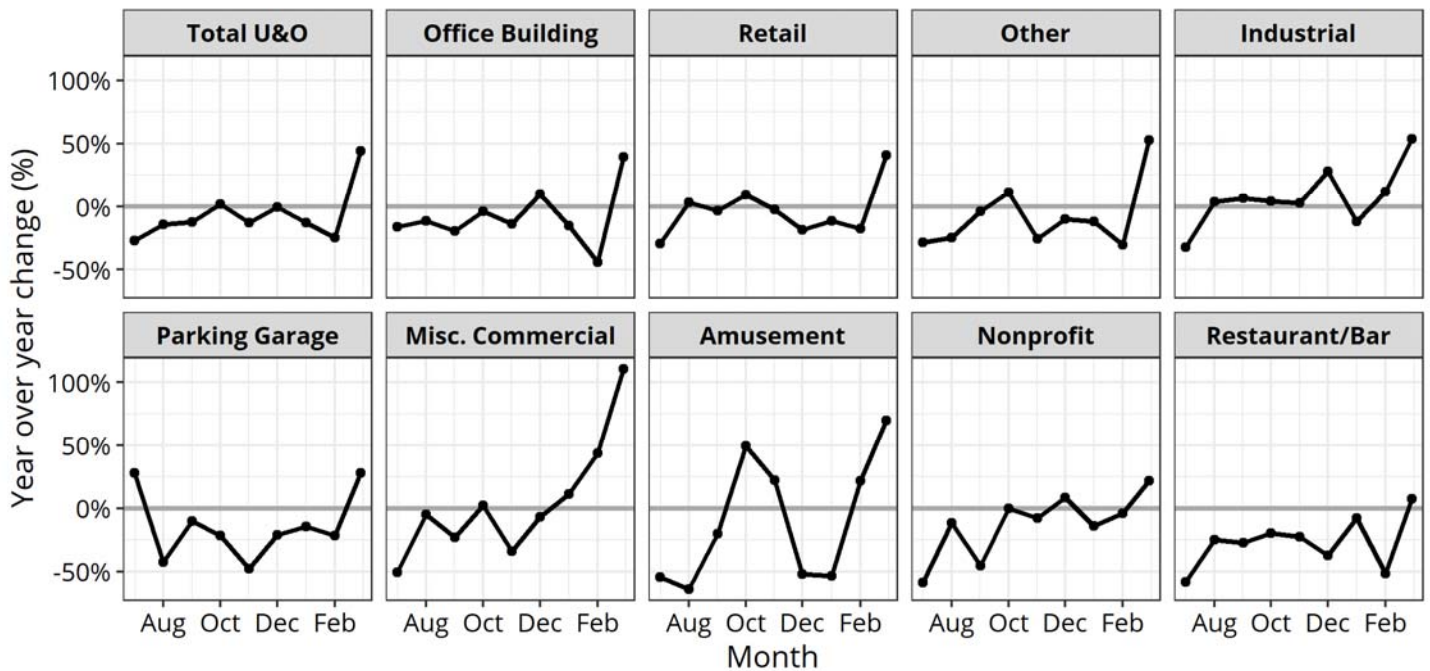 Total U&O
Office Building
Retail
Other
Industrial
100%
50%
0%
-50%
Parking Garage
Misc. Commercial
Amusement
Nonprofit
Restaurant/Bar
100%
50%
0%
-50%
Year over year change (%)
Aug Oct Dec Feb
Aug Oct Dec Feb
Aug Oct Dec Feb
Aug Oct Dec Feb
Aug Oct Dec Feb
Month